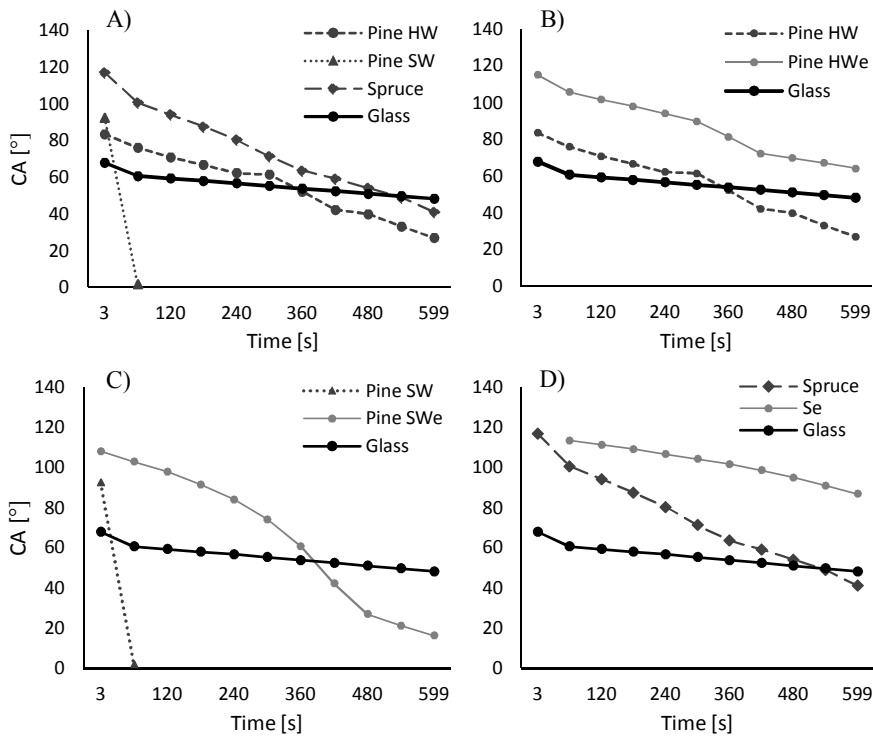 A)
Pine HW
Pine SW
Spruce
Glass
140
120
100
80
60
40
20
0
CA [°]
3 120 240 360 480 599
Time [s]
B)
Pine HW
Pine HWe
Glass
140
120
100
80
60
40
20
0
3 120 240 360 480 599
Time [s]
C)
Pine SW
Pine SWe
Glass
140
120
100
80
60
40
20
0
CA [°]
3 120 240 360 480 599
Time [s]
D)
Spruce
Se
Glass
140
120
100
80
60
40
20
0
3 120 240 360 480 599
Time [s]